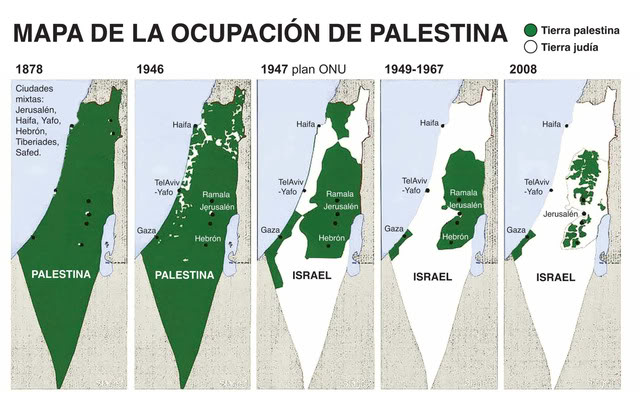 MAPA DE LA OCUPACIÓN DE PALESTINA
Tierra palestina
Tierra judía
1878
1946
1947 plan ONU
1949-1967
2008
Ciudades
mixtas:
Jerusalén,
Haifa, Yafo,
Hebrón,
Tiberiades,
Safed.
PALESTINA
Haifa
TelAviv
-Yafo
Ramala
Jerusalén
Gaza
Hebrón
PALESTINA
Haifa
TelAviv
-Yafo
Ramala
Jerusalén
Gaza
Hebrón
ISRAEL
Haifa
TelAviv
-Yafo
Ramala
Jerusalén
Gaza
Hebrón
ISRAEL
Haifa
TelAviv
-Yafo
Jerusalén
Gaza
ISRAEL